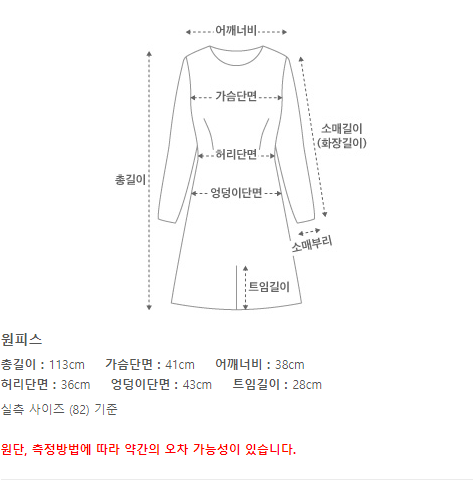 어깨너비
가슴단면
소매길이
(화장길이)
허리단면
총길이
엉덩이단면
소매부리
트임길이
원피스
총길이 : 113cm 가슴단면 : 41cm 어깨너비 : 38cm
허리단면 : 36cm 엉덩이단면 : 43cm 트임길이 : 28cm
실측 사이즈 (82) 기준
원단, 측정방법에 따라 약간의 오차 가능성이 있습니다.